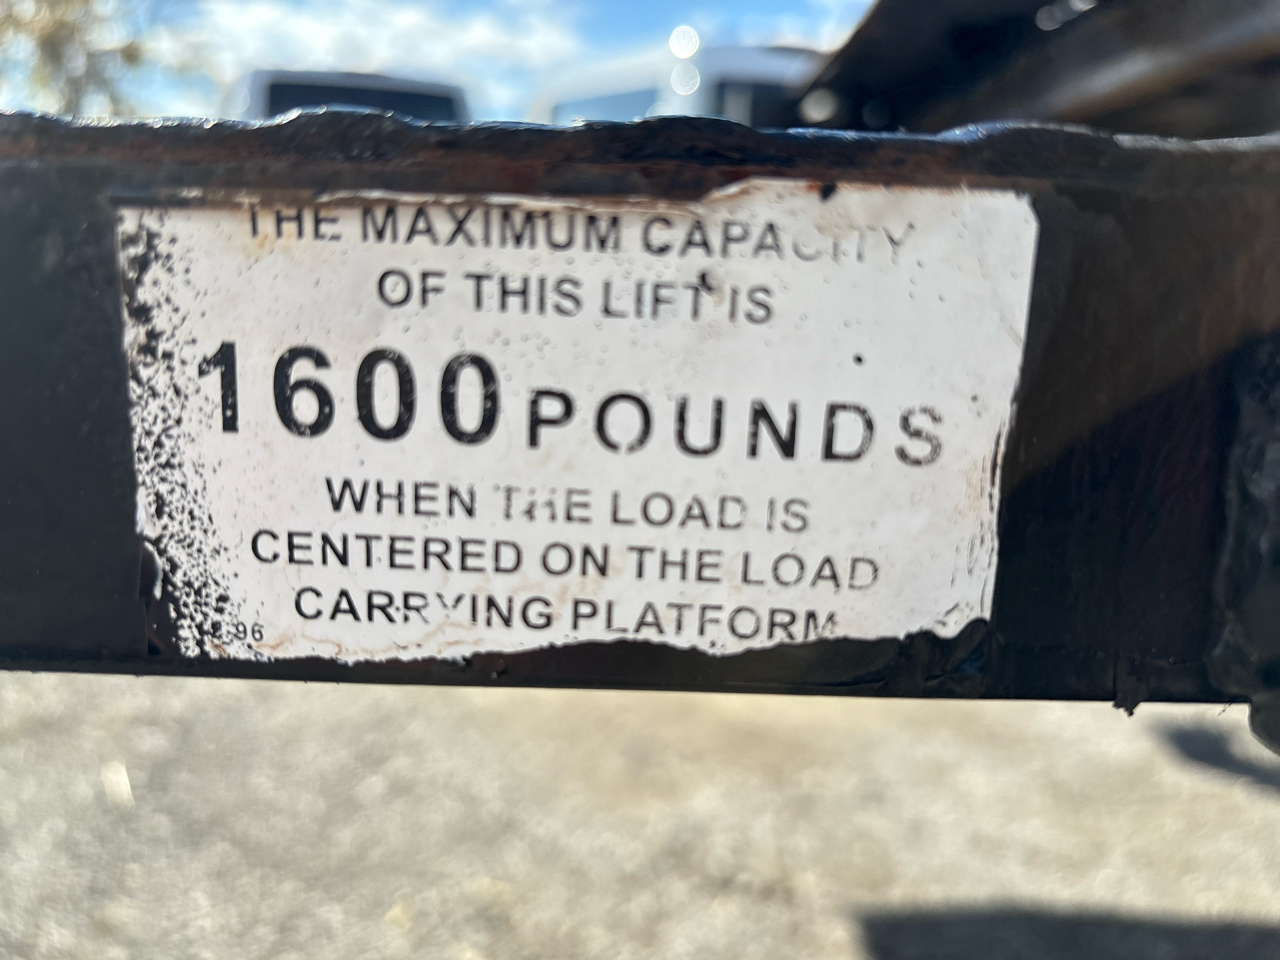 THE MAXIMUM CAPACITY
OF THIS LIFT IS
1600 POUNDS
WHEN THE LOAD IS
CENTERED ON THE LOAD
CARRYING PLATFORM
96